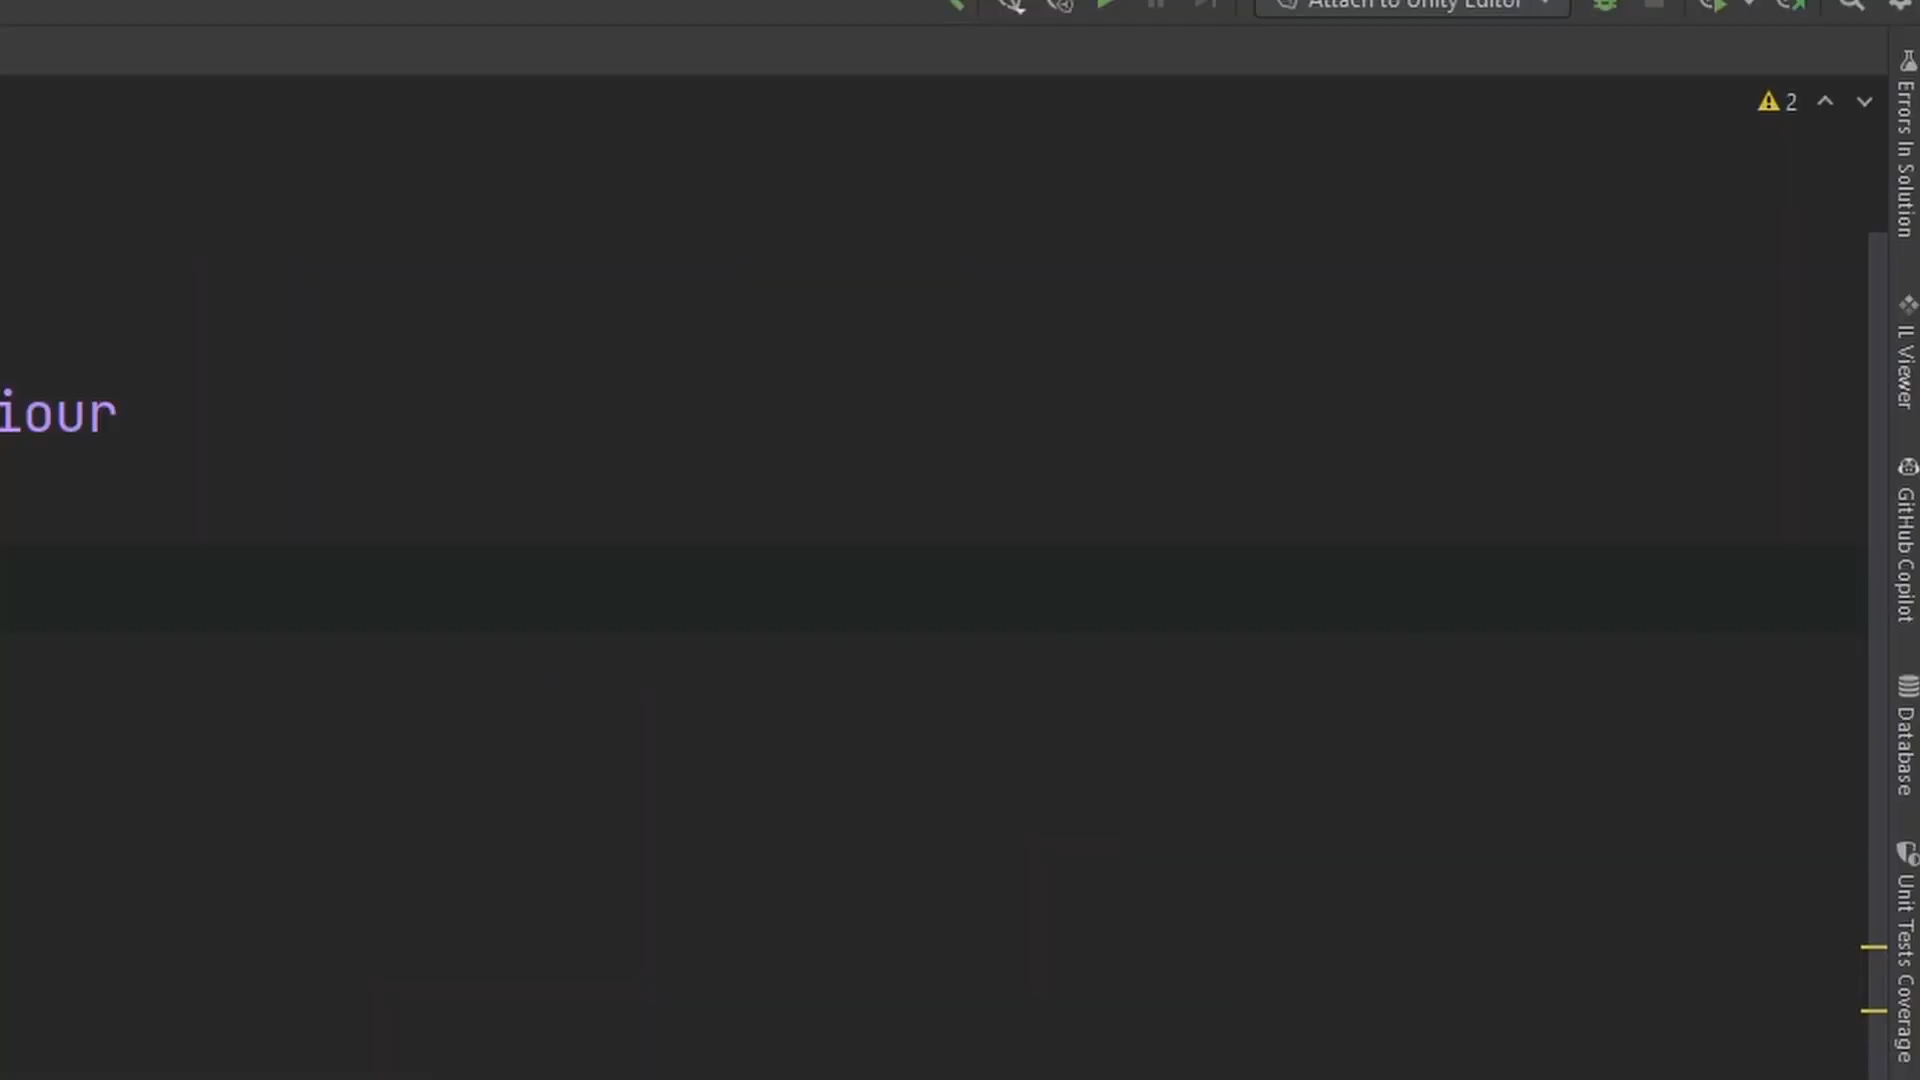 Attach to Unity Editor
2
iour
Errors In Solution
IL Viewer
GitHub Copilot
Database
Unit Tests Coverage